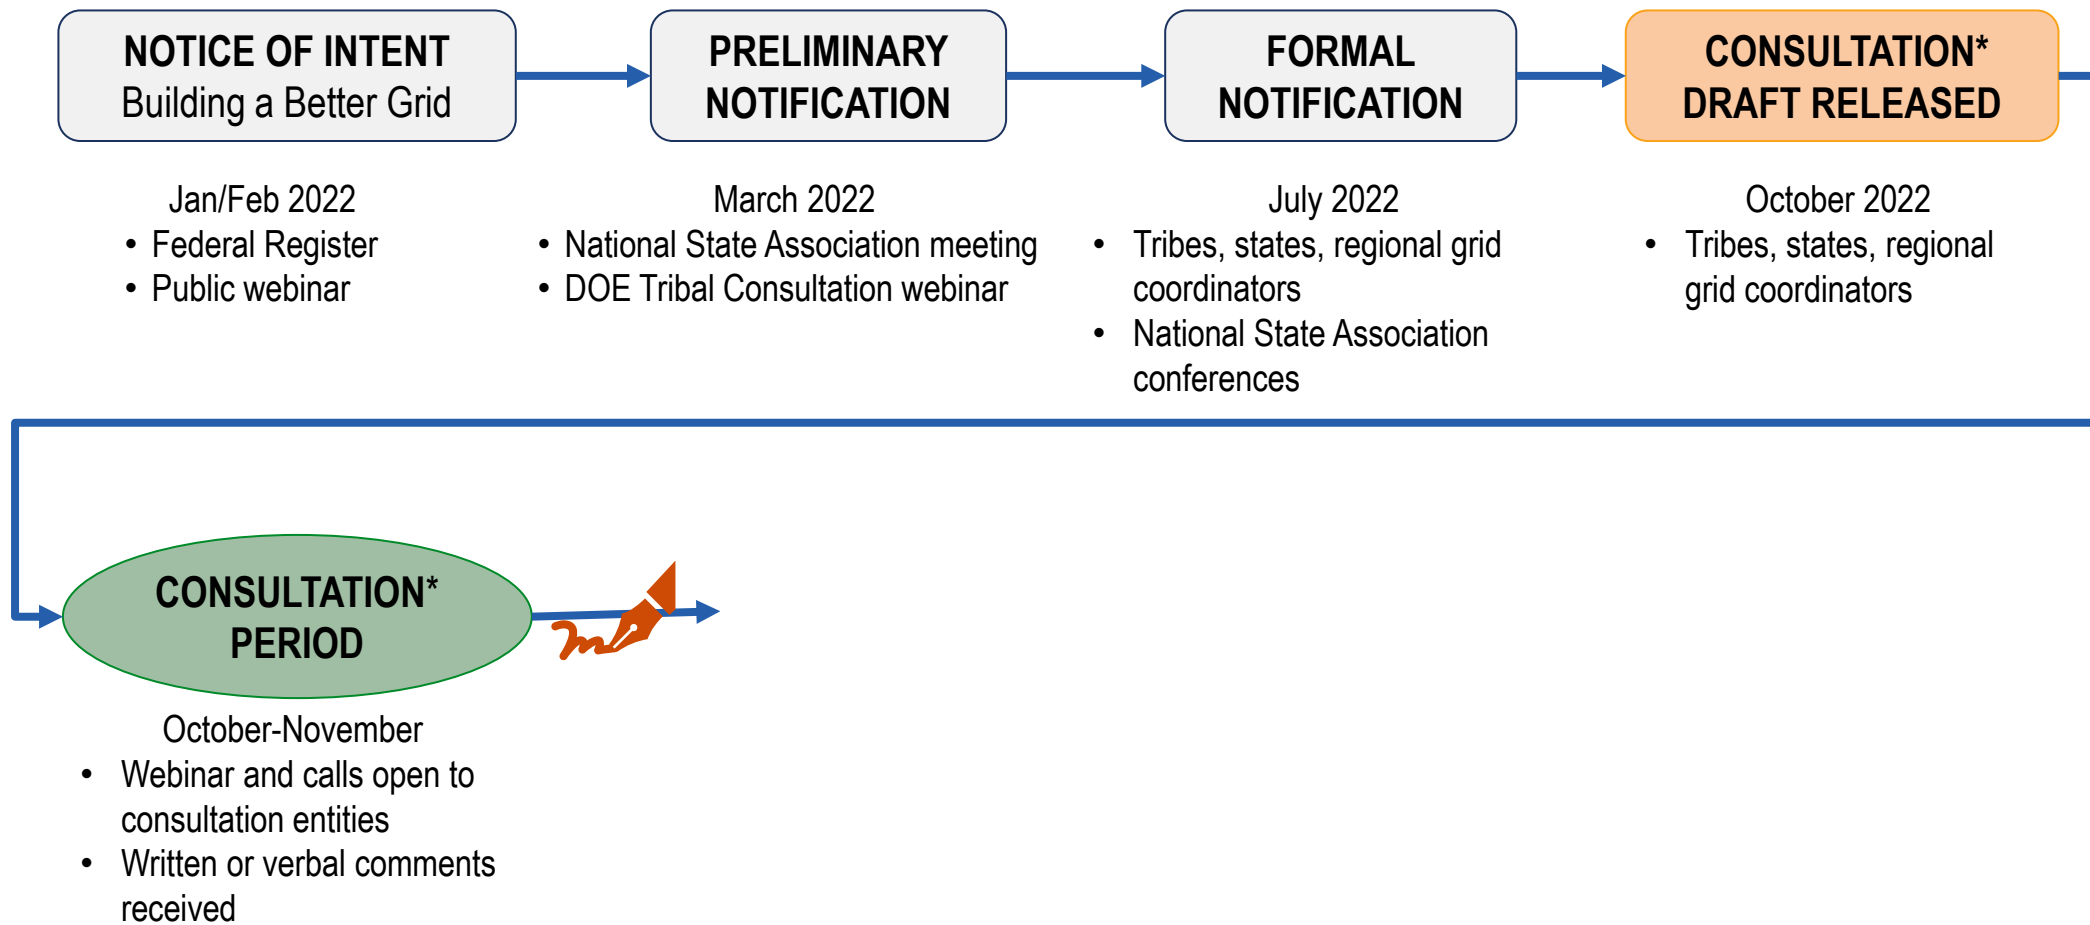 NOTICE OF INTENT
Building a Better Grid
PRELIMINARY
NOTIFICATION
FORMAL
NOTIFICATION
CONSULTATION*
DRAFT RELEASED
Jan/Feb 2022
• Federal Register
• Public webinar
March 2022
• National State Association meeting
• DOE Tribal Consultation webinar
July 2022
• Tribes, states, regional grid
coordinators
• National State Association
conferences
October 2022
• Tribes, states, regional
grid coordinators
CONSULTATION*
PERIOD
October-November
• Webinar and calls open to
consultation entities
• Written or verbal comments
received